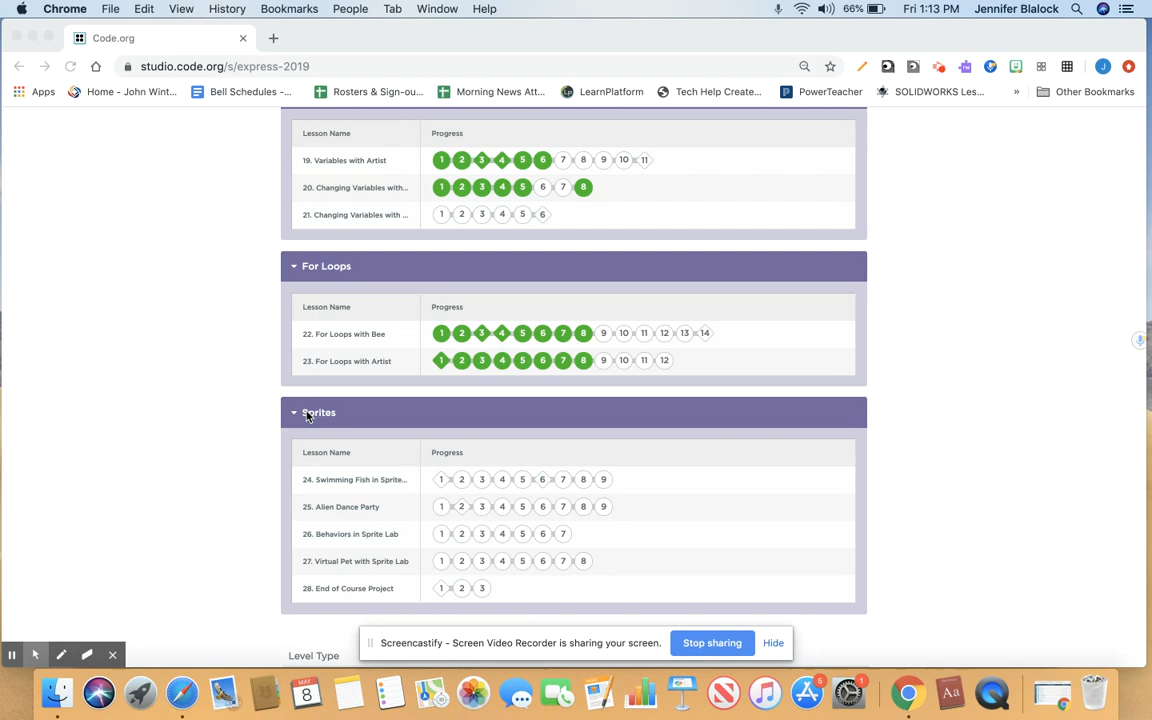 Chrome File Edit View History Bookmarks People Tab Window Help 66% Fri 1:13 PM Jennifer Blalock
Code.org
studio.code.org/s/express-2019 J
Apps Home - John Wint... Bell Schedules -... Rosters & Sign-ou... Morning News Att... LearnPlatform Tech Help Create... PowerTeacher SOLIDWORKS Les... » Other Bookmarks
Lesson Name Progress
19. Variables with Artist 1 2 3 4 5 6 7 8 9 10 11
20. Changing Variables with... 1 2 3 4 5 6 7 8
21. Changing Variables with ... 1 2 3 4 5 6
For Loops
Lesson Name Progress
22. For Loops with Bee 1 2 3 4 5 6 7 8 9 10 11 12 13 14
23. For Loops with Artist 1 2 3 4 5 6 7 8 9 10 11 12
Sprites
Lesson Name Progress
24. Swimming Fish in Sprite... 1 2 3 4 5 6 7 8 9
25. Alien Dance Party 1 2 3 4 5 6 7 8 9
26. Behaviors in Sprite Lab 1 2 3 4 5 6 7
27. Virtual Pet with Sprite Lab 1 2 3 4 5 6 7 8
28. End of Course Project 1 2 3
Screencastify - Screen Video Recorder is sharing your screen. Stop sharing Hide
Level Type
MAY 8 Aa 5 1